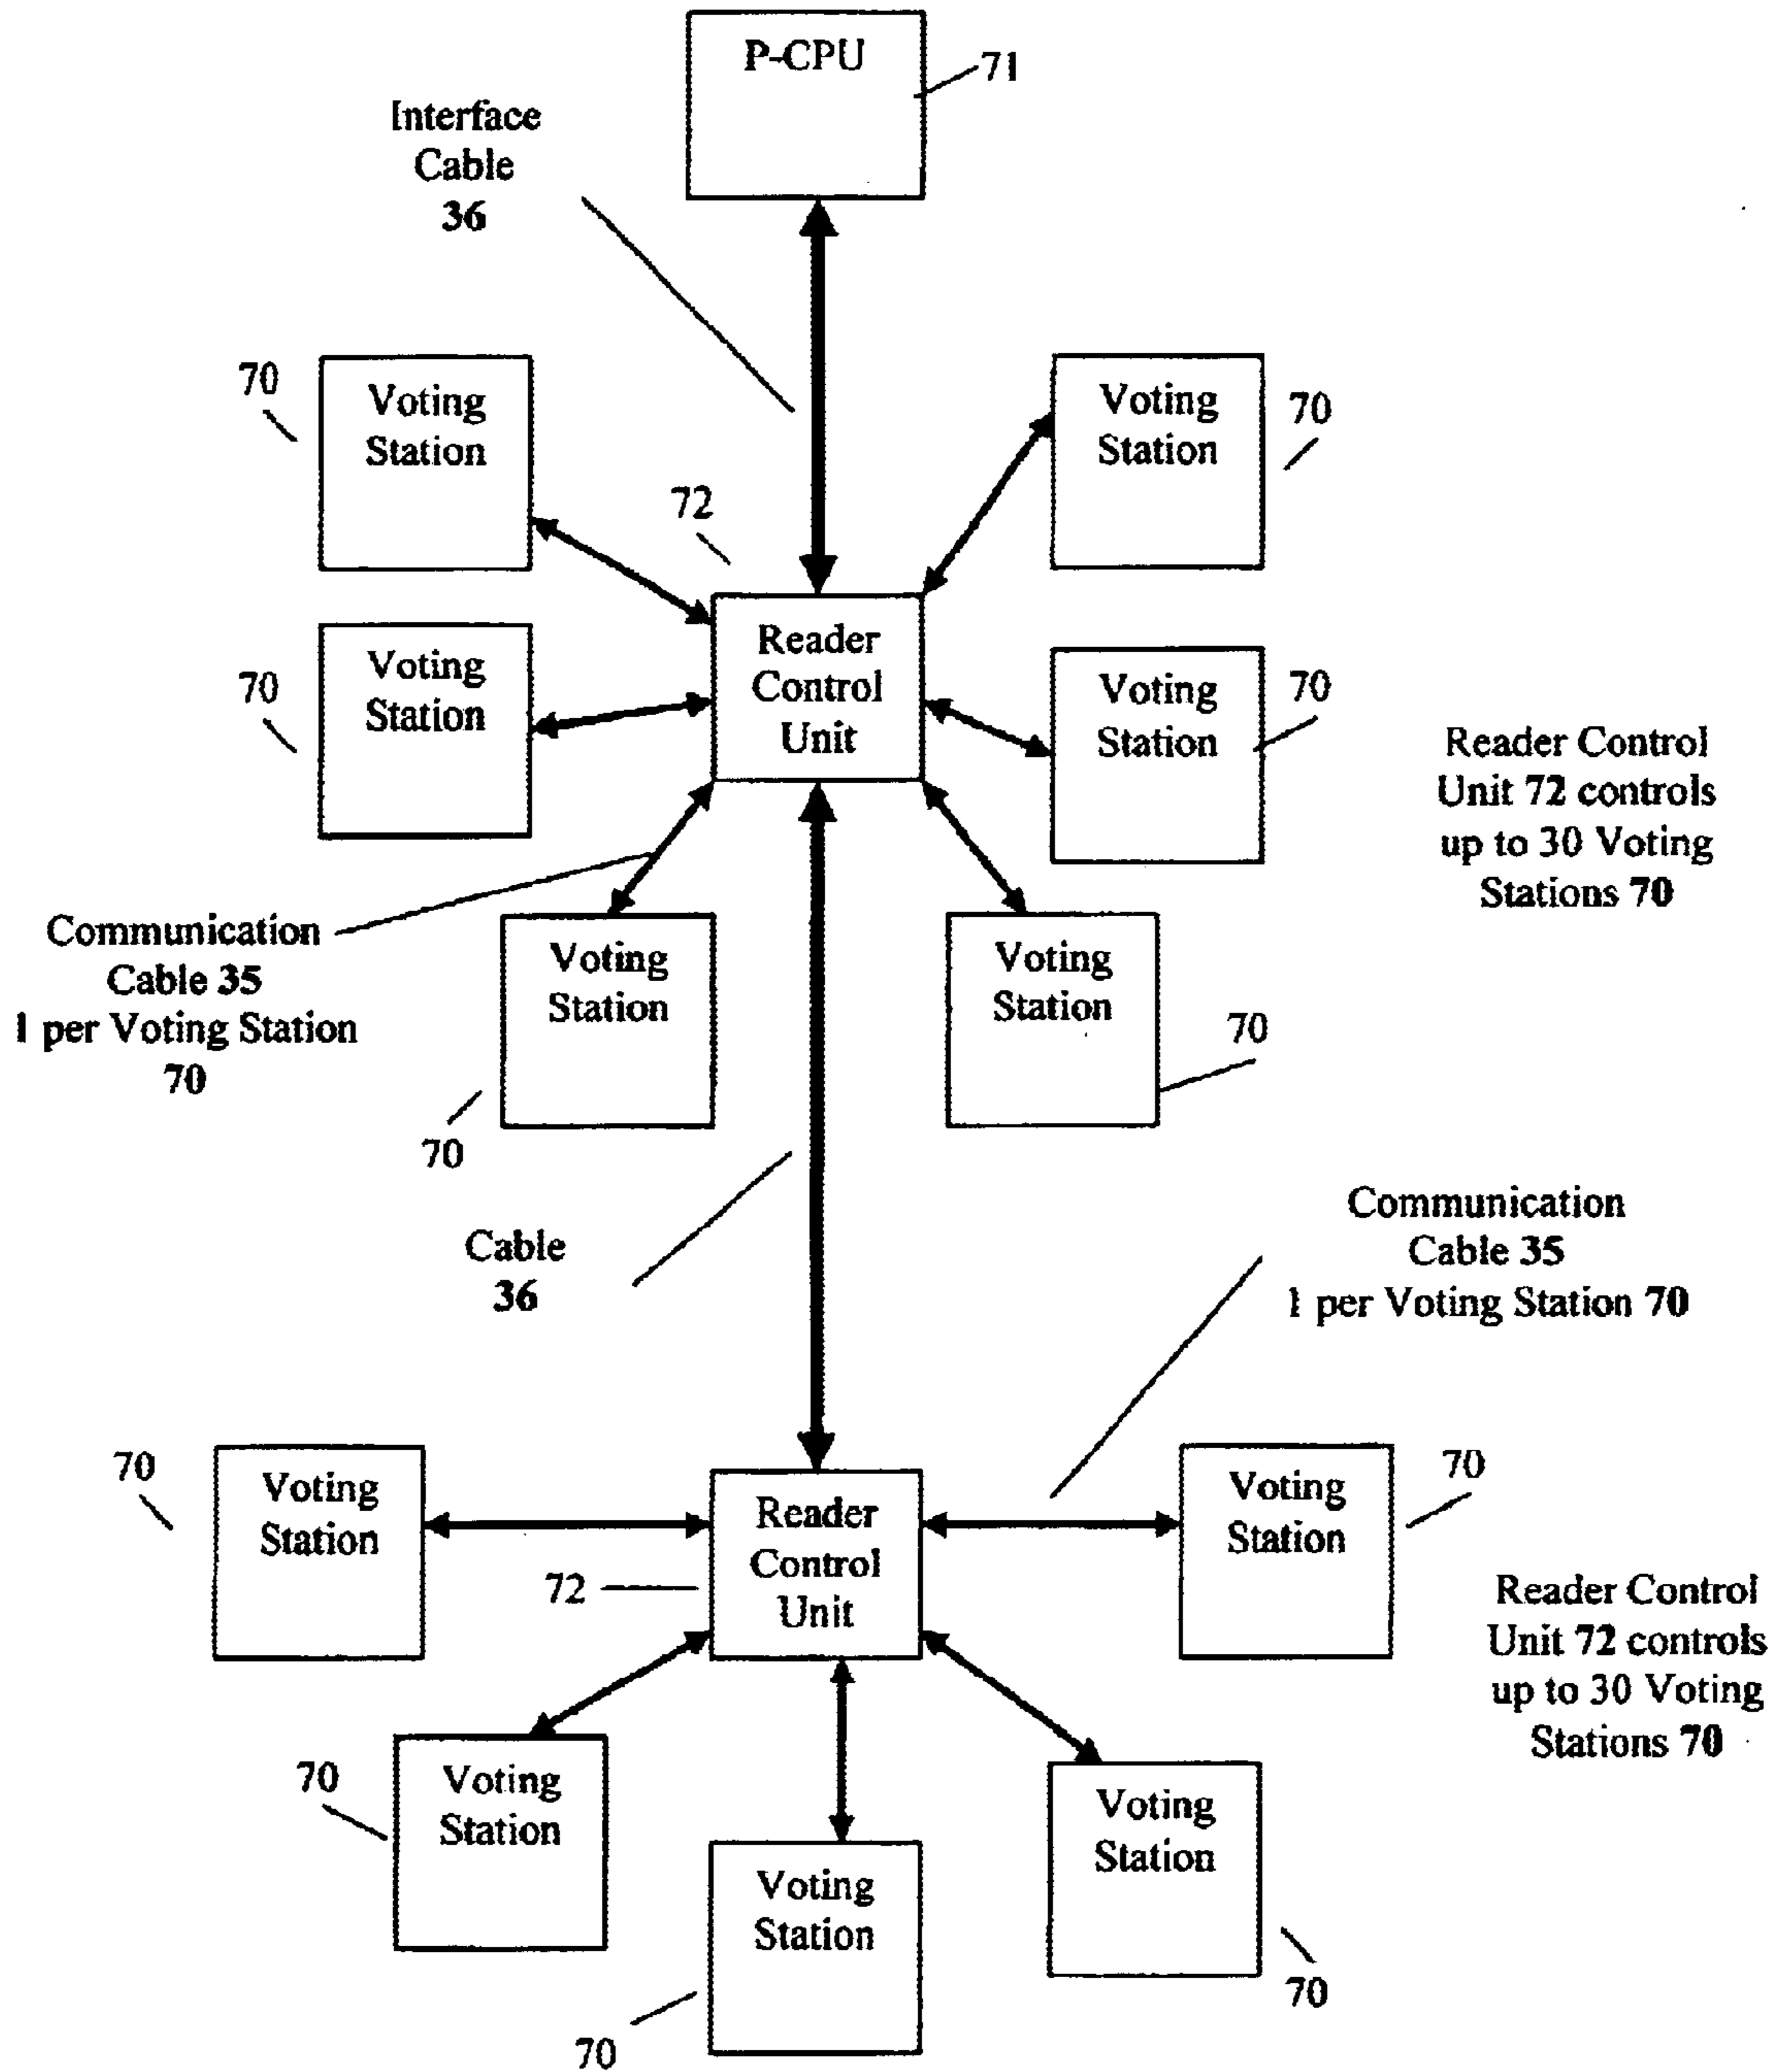 P-CPU
71
Interface
Cable
36
70
Voting
Station
Voting
Station
70
72
Reader
Control
Unit
70
Voting
Station
Voting
Station
70
Reader Control
Unit 72 controls
up to 30 Voting
Stations 70
Communication
Cable 35
1 per Voting Station
70
Voting
Station
70
Voting
Station
70
Cable
36
Communication
Cable 35
1 per Voting Station 70
70
Voting
Station
Reader
Control
Unit
72
Voting
Station
70
Reader Control
Unit 72 controls
up to 30 Voting
Stations 70
70
Voting
Station
Voting
Station
70
Voting
Station
70